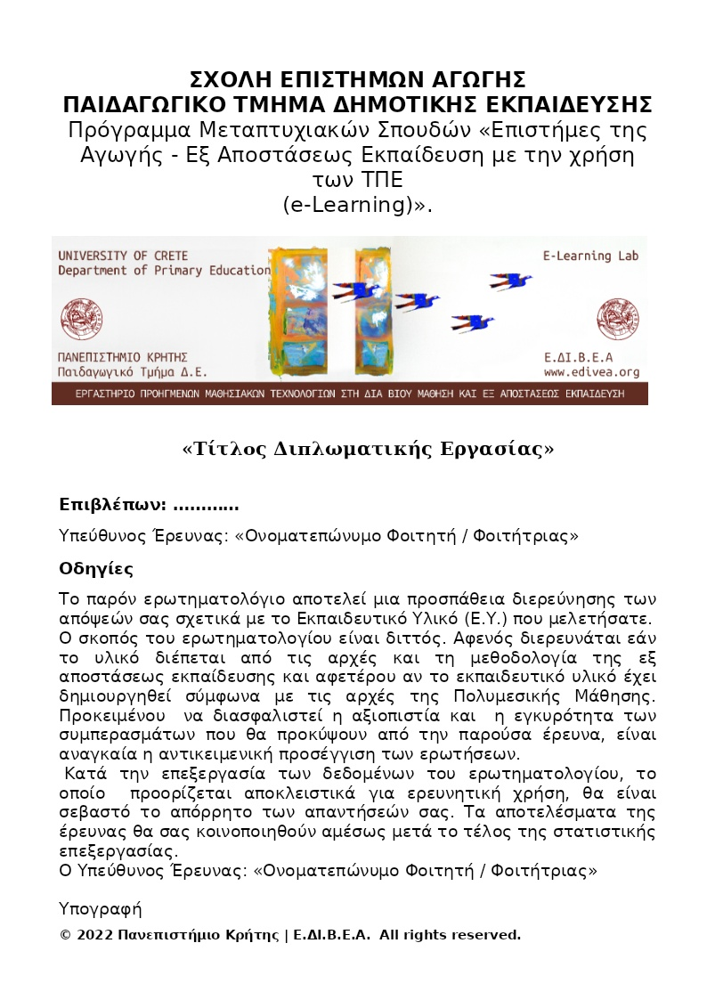 ΣΧΟΛΗ ΕΠΙΣΤΗΜΩΝ ΑΓΩΓΗΣ
ΠΑΙΔΑΓΩΓΙΚΟ ΤΜΗΜΑ ΔΗΜΟΤΙΚΗΣ ΕΚΠΑΙΔΕΥΣΗΣ
Πρόγραμμα Μεταπτυχιακών Σπουδών «Επιστήμες της
Αγωγής - Εξ Αποστάσεως Εκπαίδευση με την χρήση
των ΤΠΕ
(e-Learning)».
UNIVERSITY OF CRETE
Department of Primary Education
E-Learning Lab
ΠΑΝΕΠΙΣΤΗΜΙΟ ΚΡΗΤΗΣ
Παιδαγωγικό Τμήμα Δ.Ε.
Ε.ΔΙ.Β.Ε.Α
www.edivea.org
ΕΡΓΑΣΤΗΡΙΟ ΠΡΟΗΓΜΕΝΩΝ ΜΑΘΗΣΙΑΚΩΝ ΤΕΧΝΟΛΟΓΙΩΝ ΣΤΗ ΔΙΑ ΒΙΟΥ ΜΑΘΗΣΗ ΚΑΙ ΕΞ ΑΠΟΣΤΑΣΕΩΣ ΕΚΠΑΙΔΕΥΣΗ
«Τίτλος Διπλωματικής Εργασίας»
Επιβλέπων: ............
Υπεύθυνος Έρευνας: «Ονοματεπώνυμο Φοιτητή / Φοιτήτριας»
Οδηγίες
Το παρόν ερωτηματολόγιο αποτελεί μια προσπάθεια διερεύνησης των
απόψεών σας σχετικά με το Εκπαιδευτικό Υλικό (Ε.Υ.) που μελετήσατε.
Ο σκοπός του ερωτηματολογίου είναι διττός. Αφενός διερευνάται εάν
το υλικό διέπεται από τις αρχές και τη μεθοδολογία της εξ
αποστάσεως εκπαίδευσης και αφετέρου αν το εκπαιδευτικό υλικό έχει
δημιουργηθεί σύμφωνα με τις αρχές της Πολυμεσικής Μάθησης.
Προκειμένου να διασφαλιστεί η αξιοπιστία και η εγκυρότητα των
συμπερασμάτων που θα προκύψουν από την παρούσα έρευνα, είναι
αναγκαία η αντικειμενική προσέγγιση των ερωτήσεων.
Κατά την επεξεργασία των δεδομένων του ερωτηματολογίου, το
οποίο προορίζεται αποκλειστικά για ερευνητική χρήση, θα είναι
σεβαστό το απόρρητο των απαντήσεών σας. Τα αποτελέσματα της
έρευνας θα σας κοινοποιηθούν αμέσως μετά το τέλος της στατιστικής
επεξεργασίας.
Ο Υπεύθυνος Έρευνας: «Ονοματεπώνυμο Φοιτητή / Φοιτήτριας»
Υπογραφή
© 2022 Πανεπιστήμιο Κρήτης | Ε.ΔΙ.Β.Ε.Α. All rights reserved.